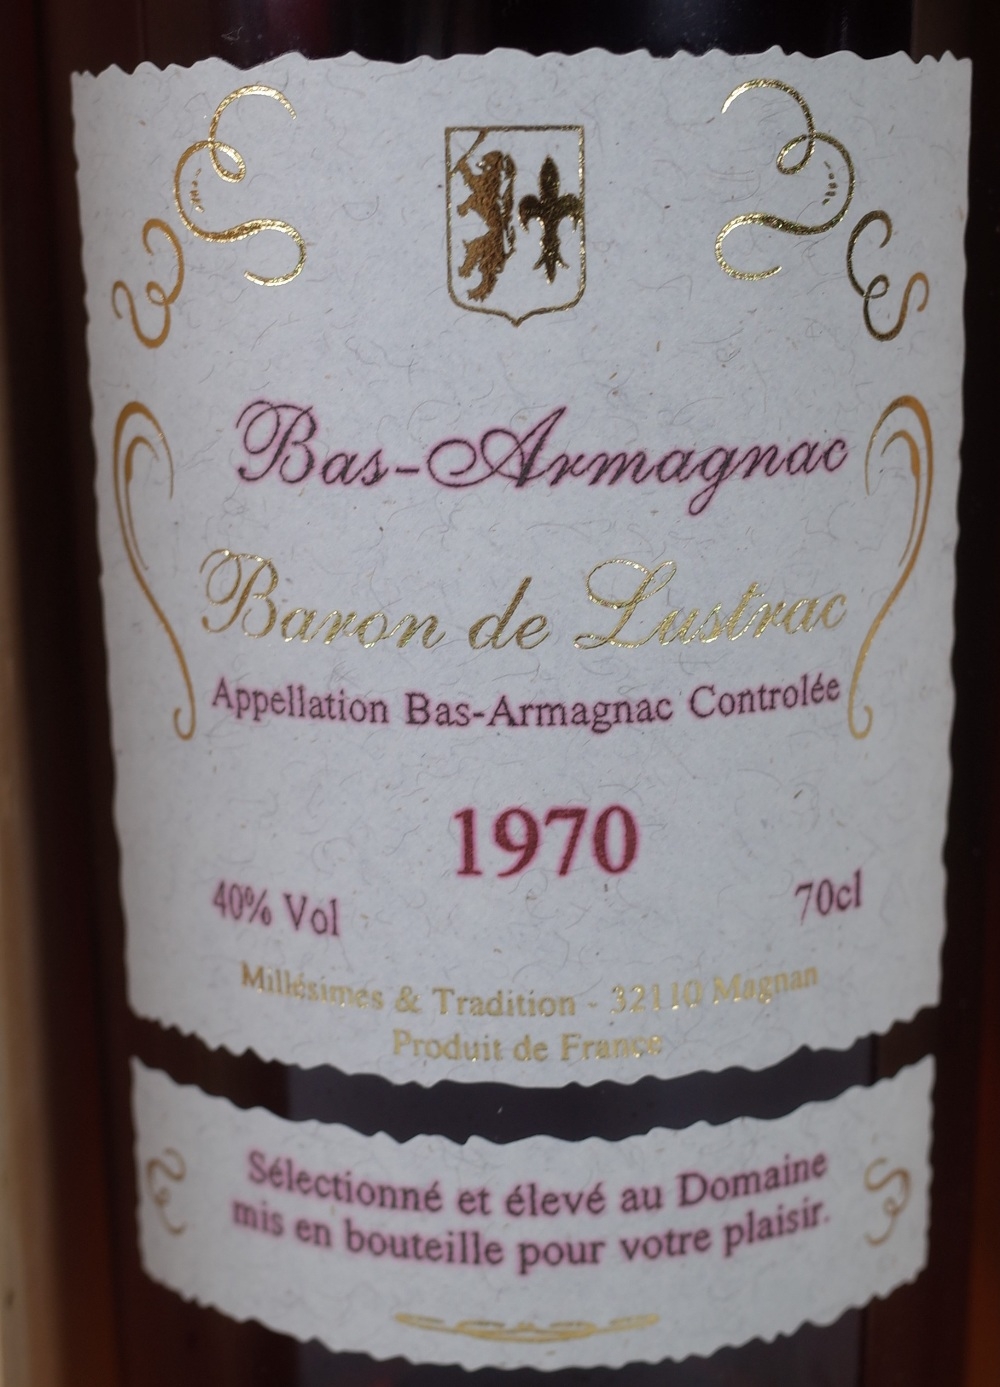 Bas-Armagnac
Baron de Lustrac
Appellation Bas-Armagnac Controlée
1970
40% Vol
70cl
Millésimes & Tradition - 32110 Magnan
Produit de France
Sélectionné et élevé au Domaine
mis en bouteille pour votre plaisir.